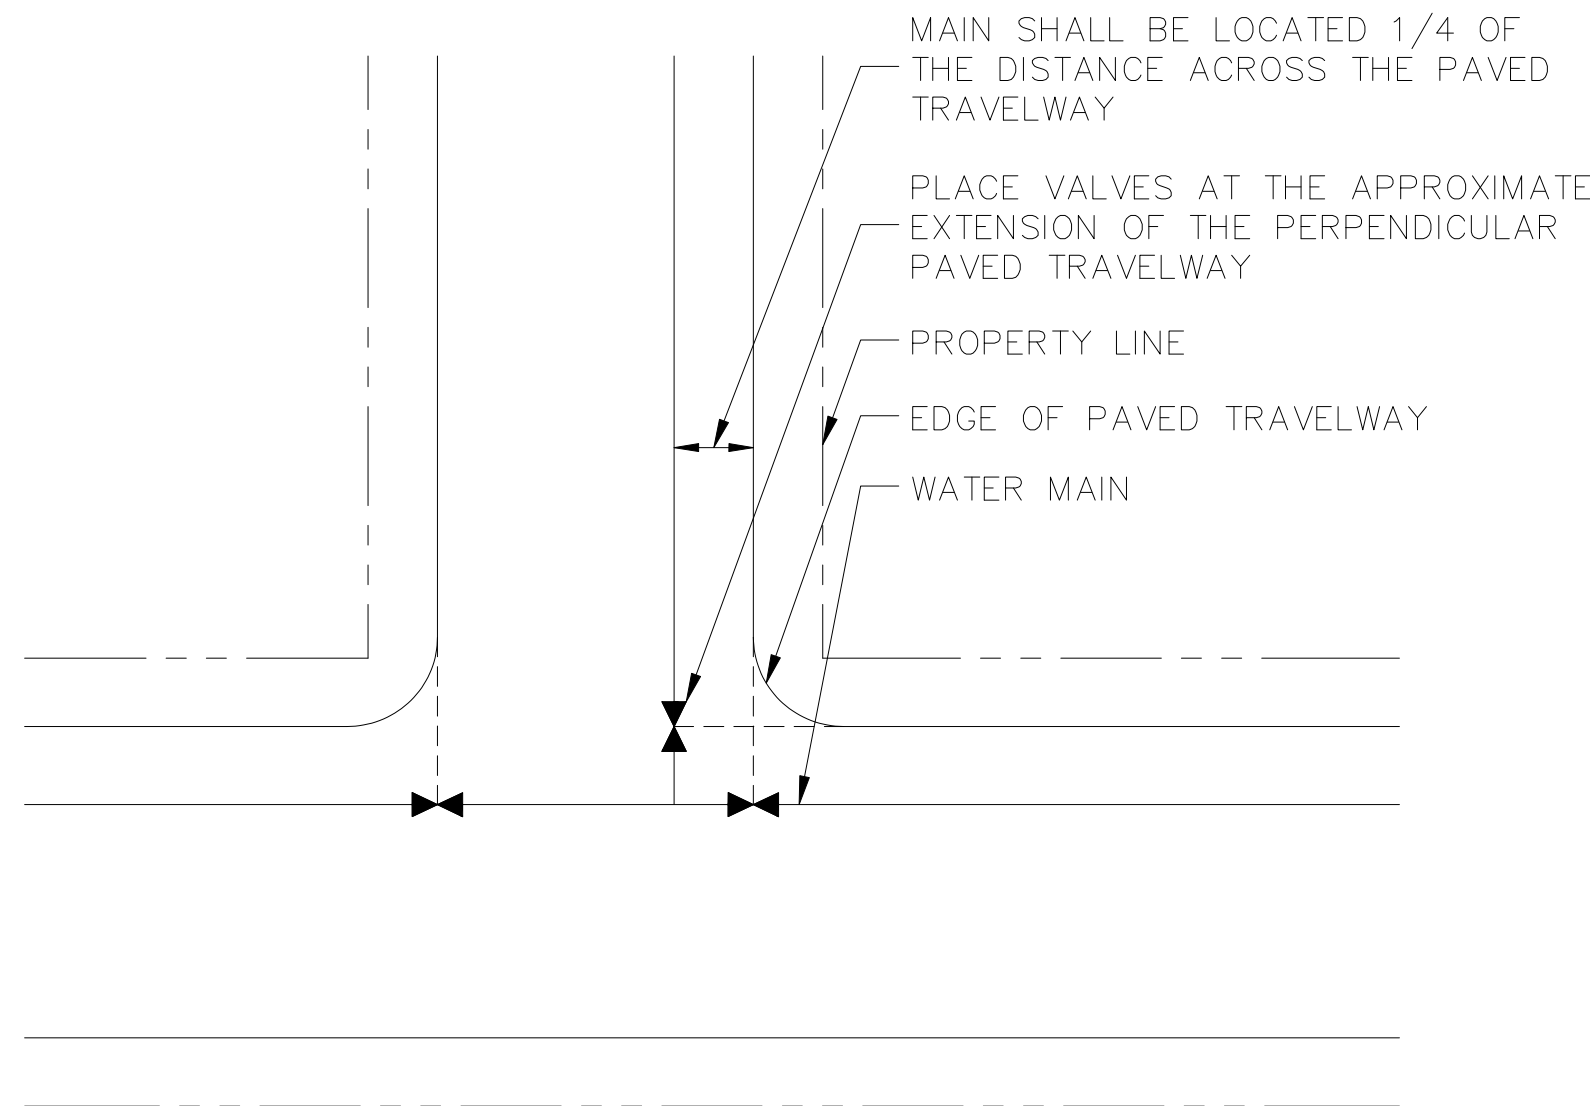 MAIN SHALL BE LOCATED 1/4 OF
THE DISTANCE ACROSS THE PAVED
TRAVELWAY
PLACE VALVES AT THE APPROXIMATE
EXTENSION OF THE PERPENDICULAR
PAVED TRAVELWAY
PROPERTY LINE
EDGE OF PAVED TRAVELWAY
WATER MAIN